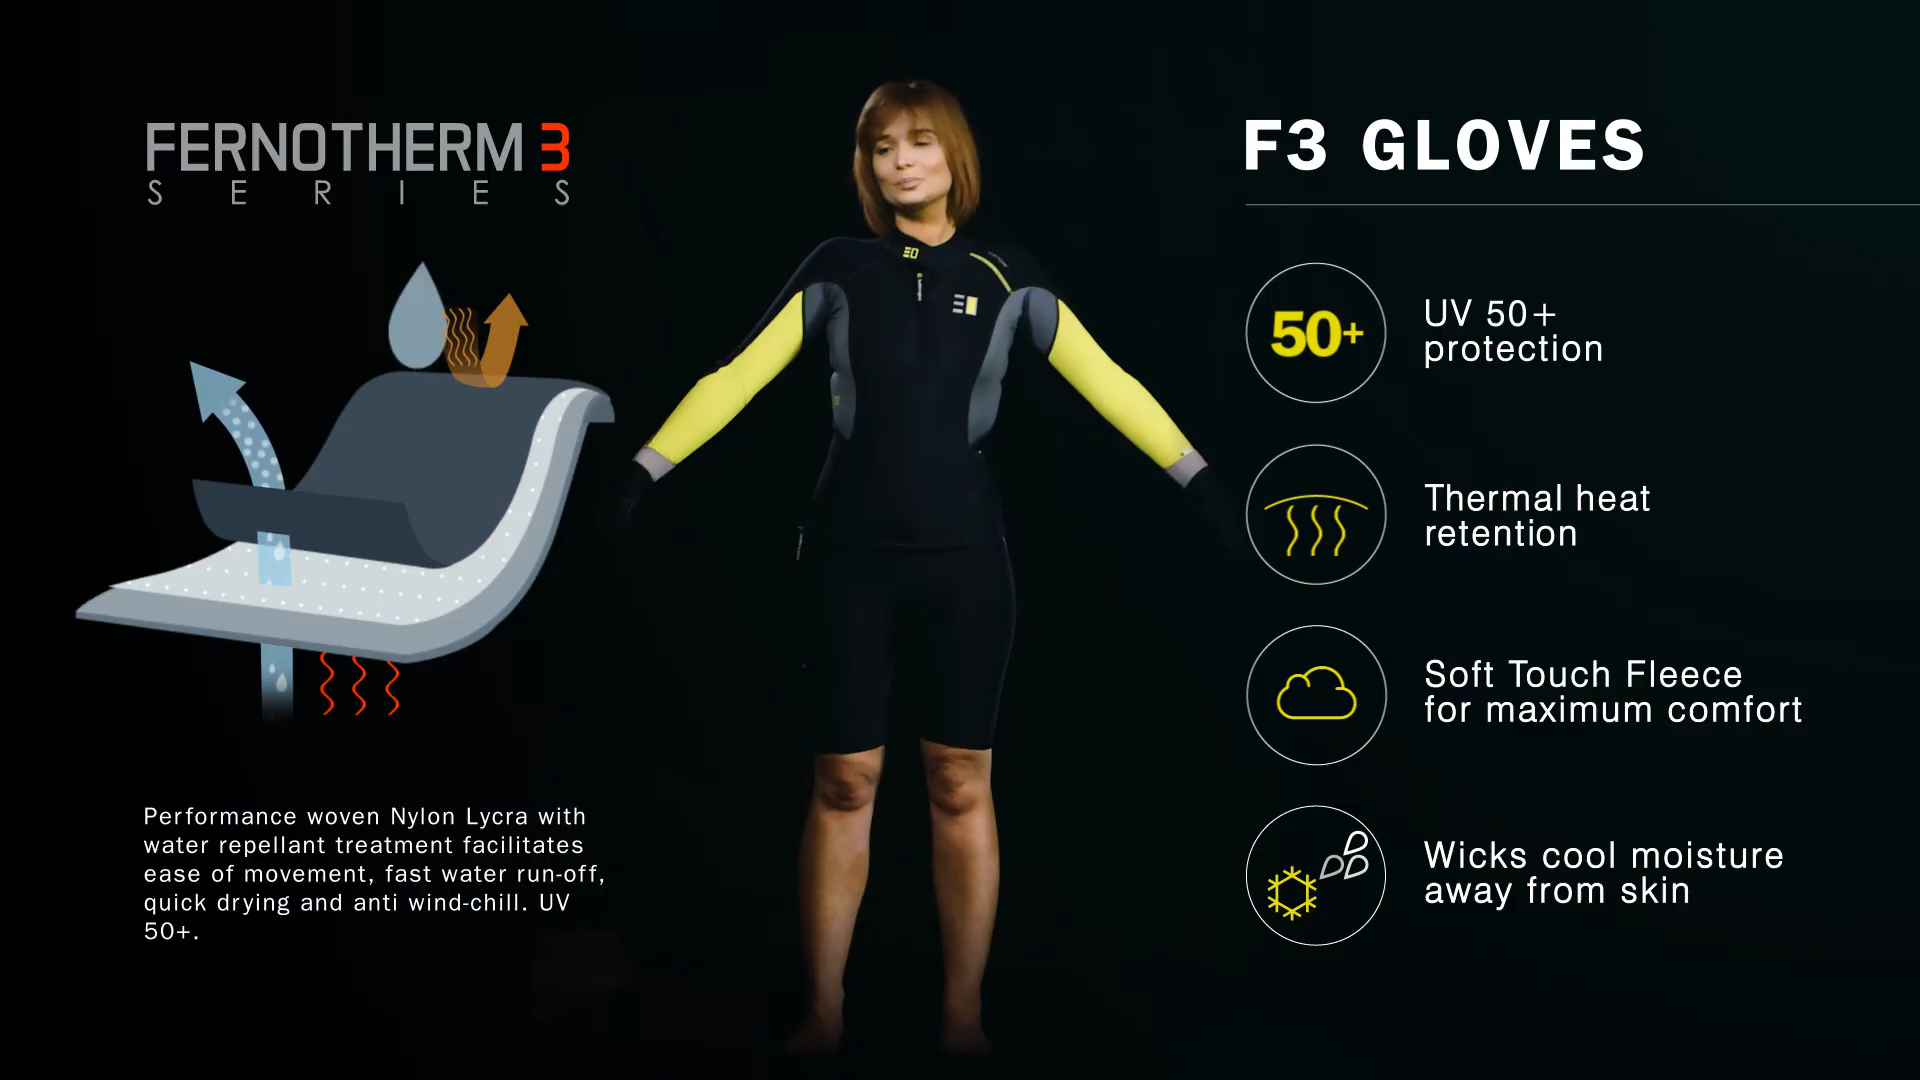 FERNOTHERM 3
SERIES
Performance woven Nylon Lycra with
water repellant treatment facilitates
ease of movement, fast water run-off,
quick drying and anti wind-chill. UV
50+.
F3 GLOVES
50+
UV 50+
protection
Thermal heat
retention
Soft Touch Fleece
for maximum comfort
Wicks cool moisture
away from skin